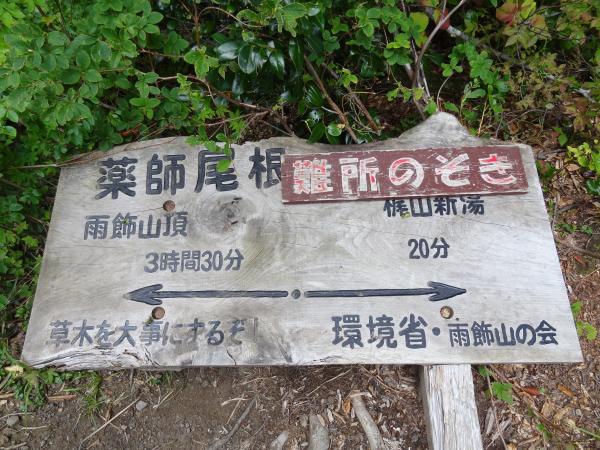 薬師尾根
難所のぞき
雨飾山頂
梶山新湯
3時間30分
20分
草木を大事にするぞ!
環境省・雨飾山の会